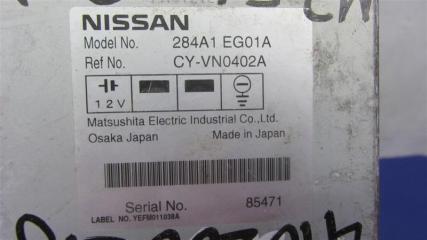 NISSAN
Model No. 284A1 EG01A
Ref No. CY-VN0402A
12V
Matsushita Electric Industrial Co.,Ltd.
Osaka Japan Made in Japan
Serial No. 85471
LABEL NO. YEFM011038A